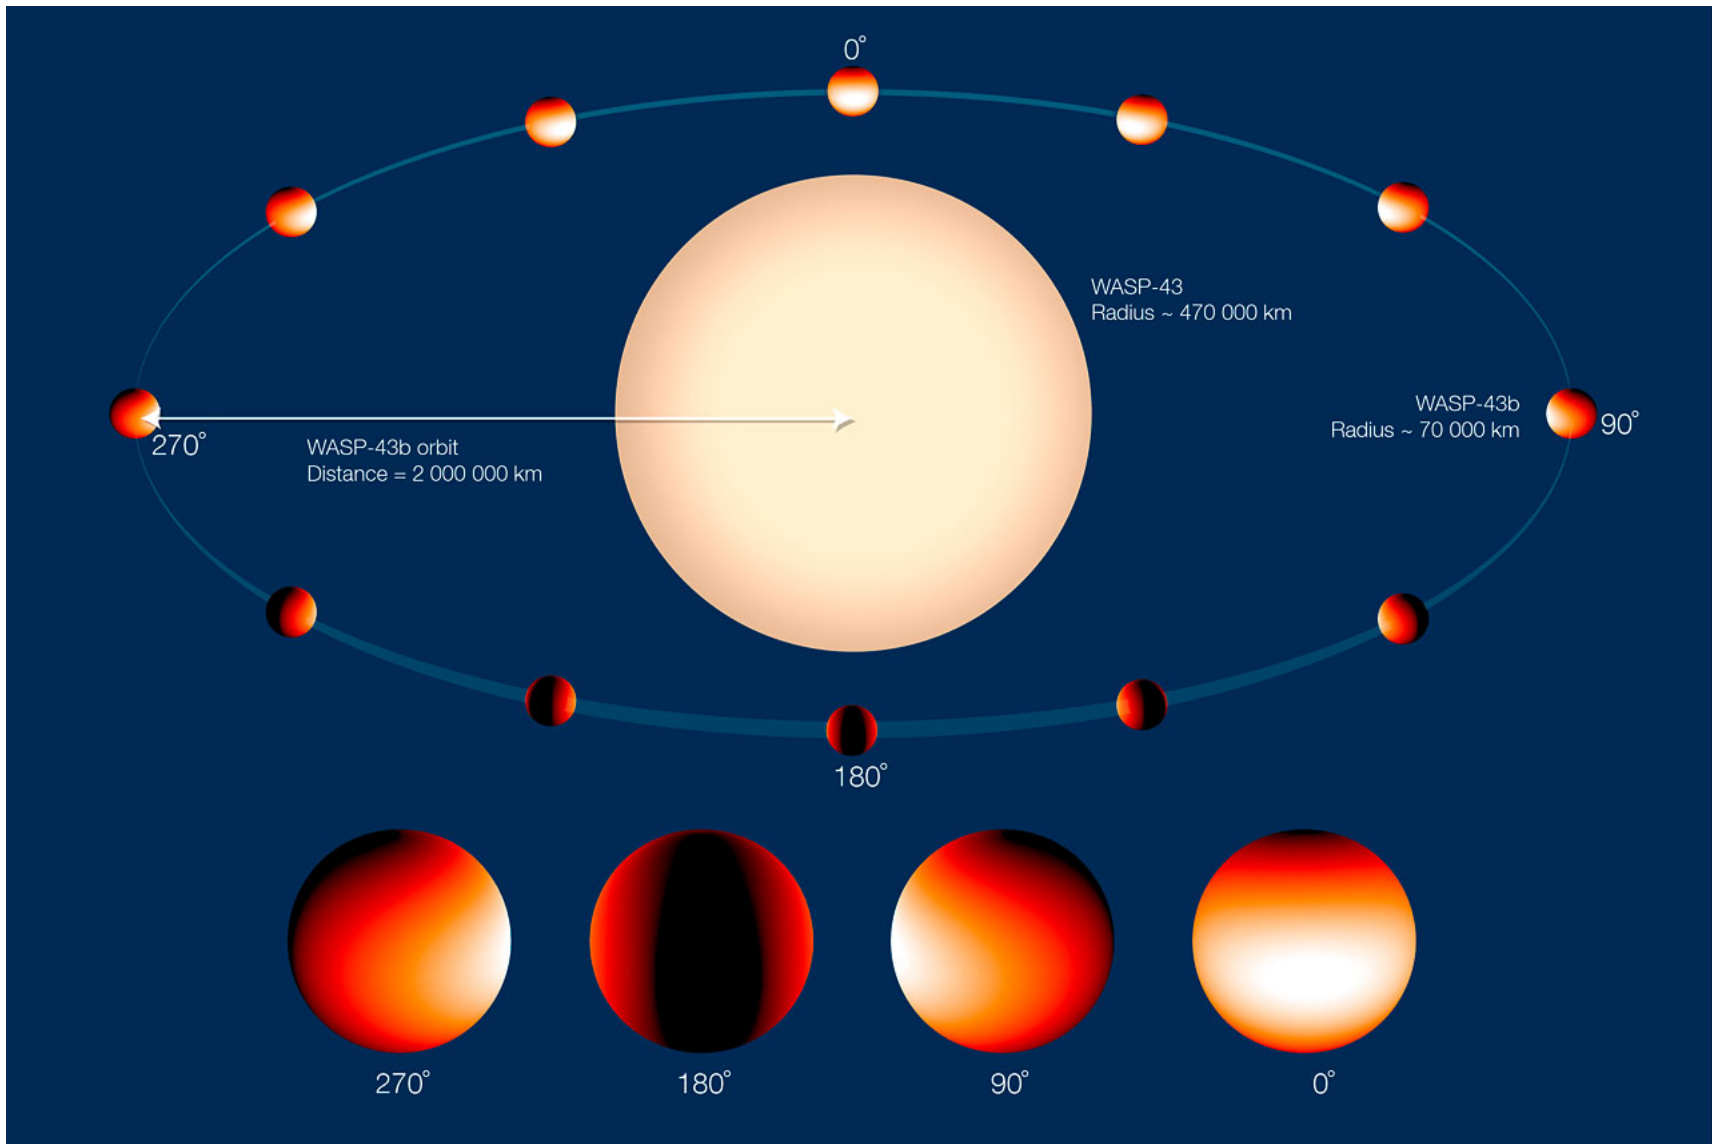 0°
WASP-43
Radius ~ 470 000 km
WASP-43b
Radius ~ 70 000 km
90°
270°
WASP-43b orbit
Distance = 2 000 000 km
180°
270°
180°
90°
0°